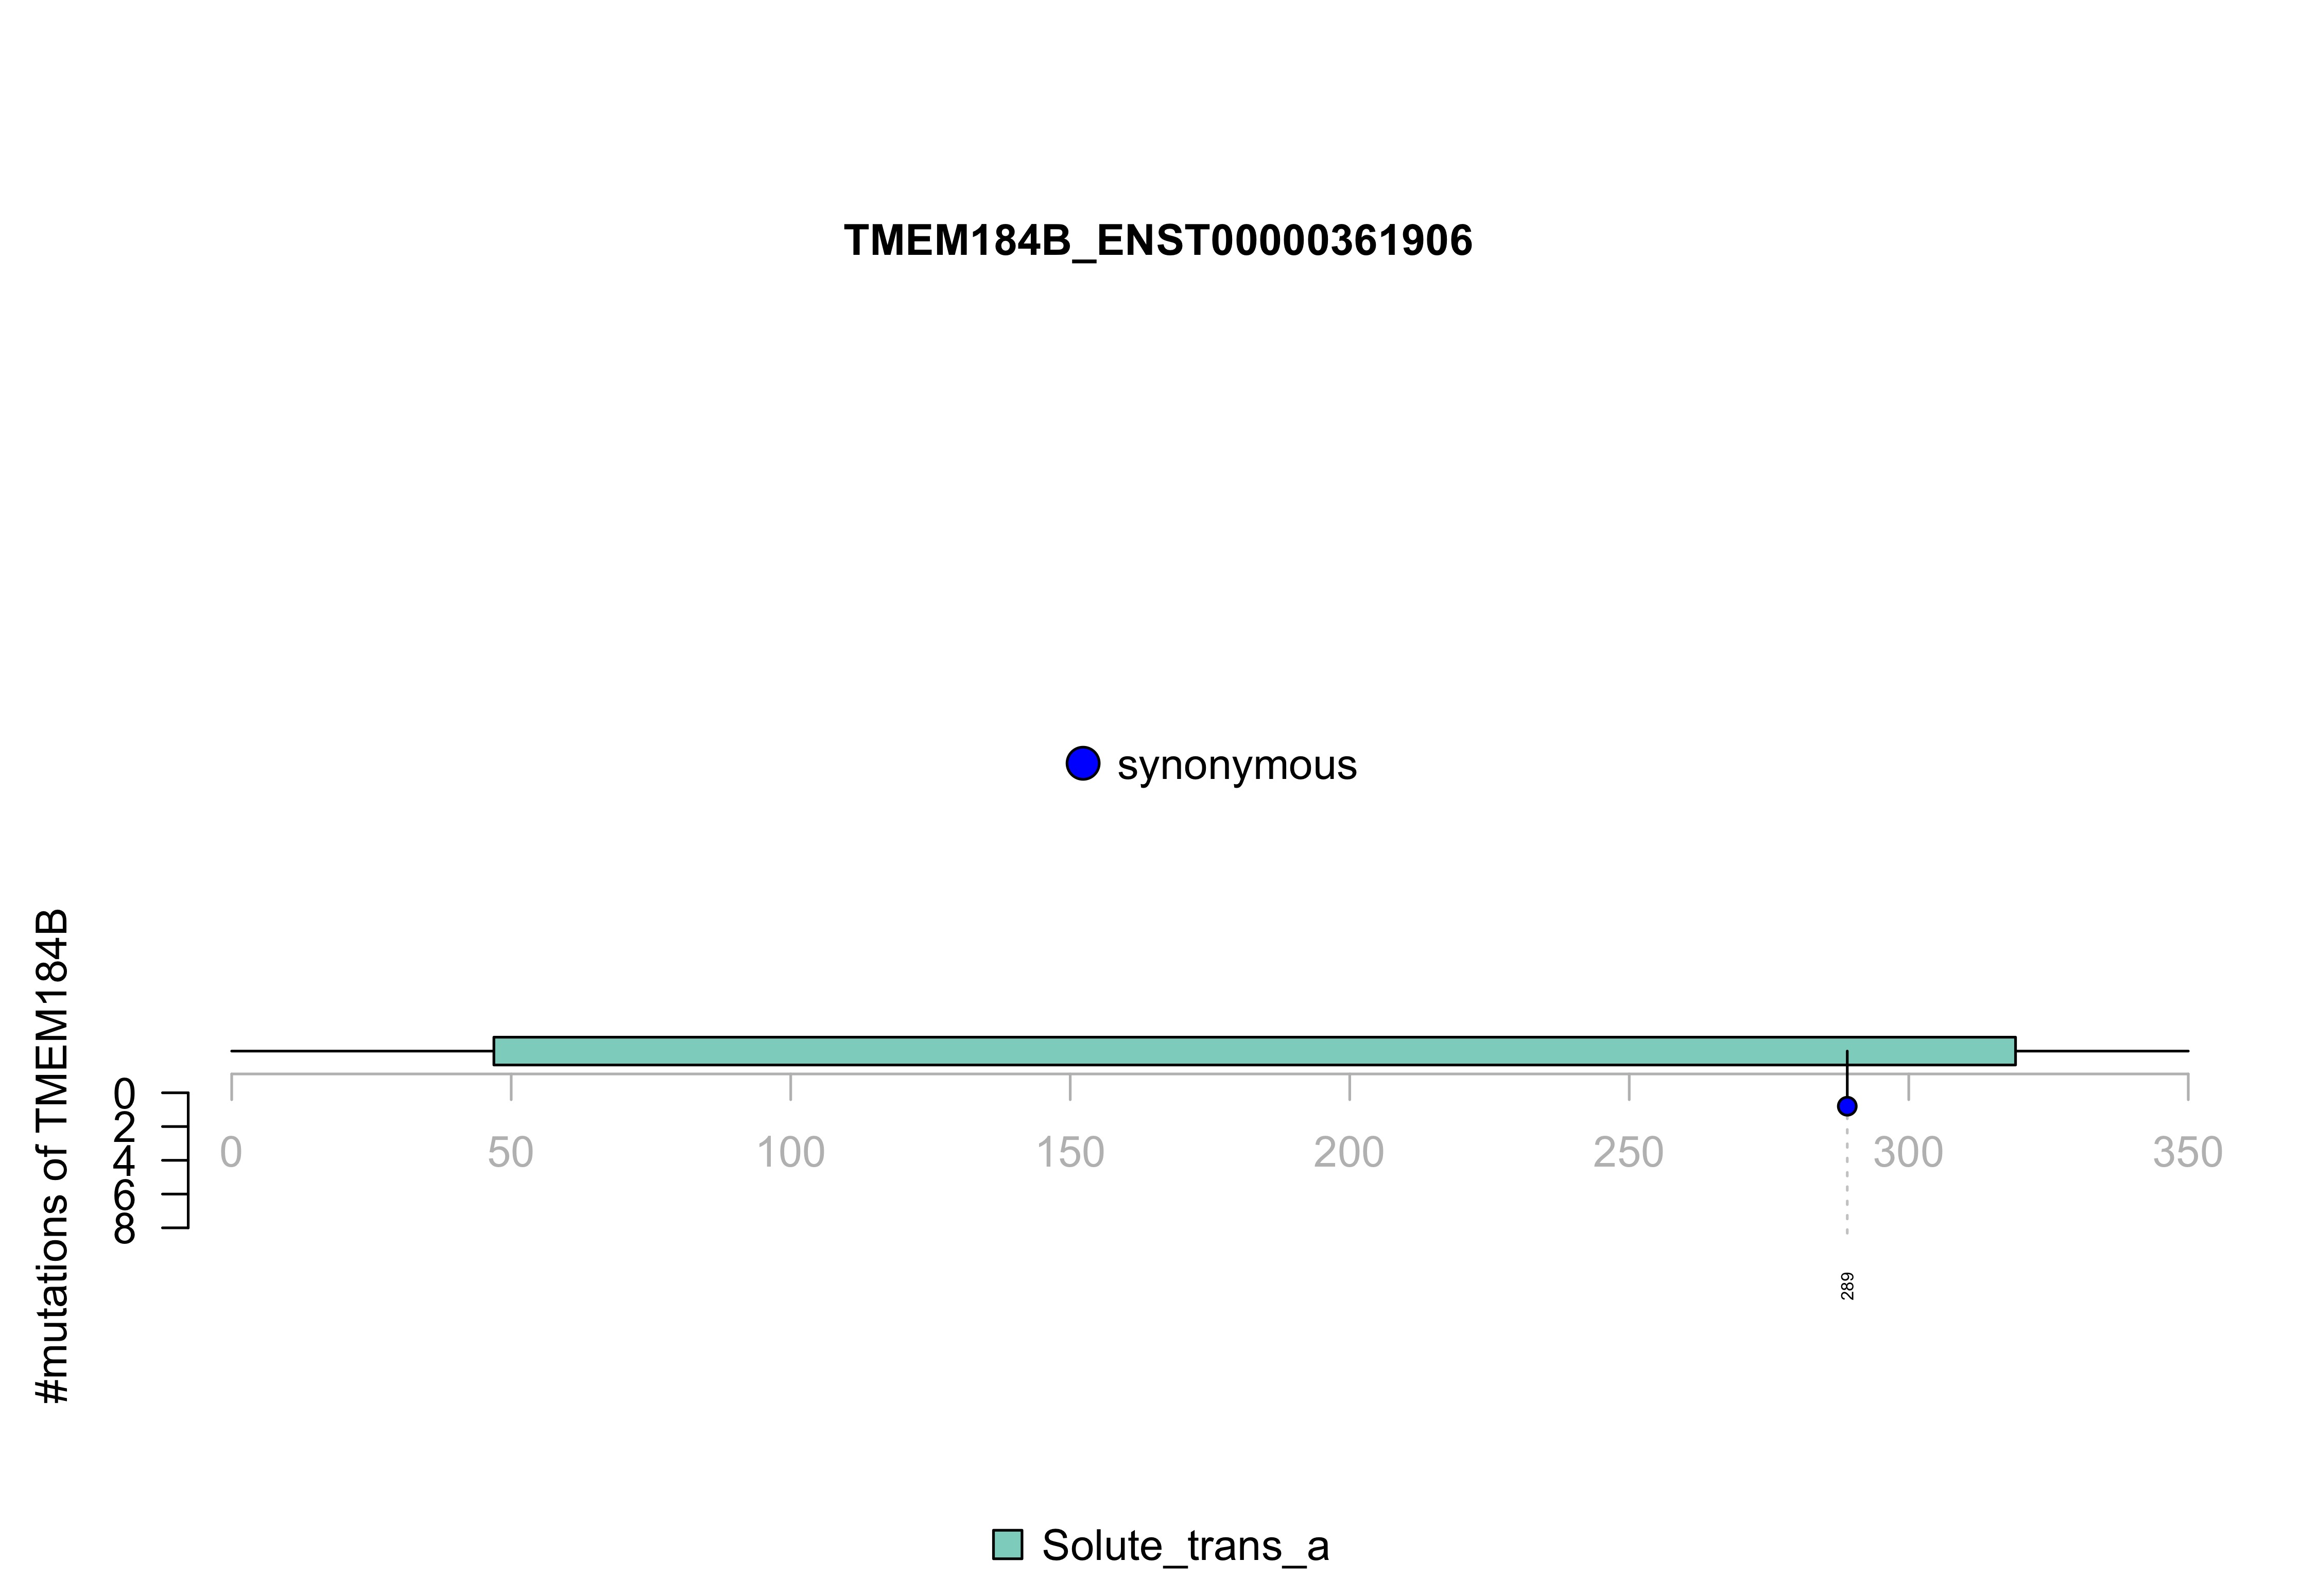 TMEM184B_ENST00000361906
synonymous
#mutations of TMEM184B
0
2
4
6
8
0 50 100 150 200 250 300 350
289
Solute_trans_a